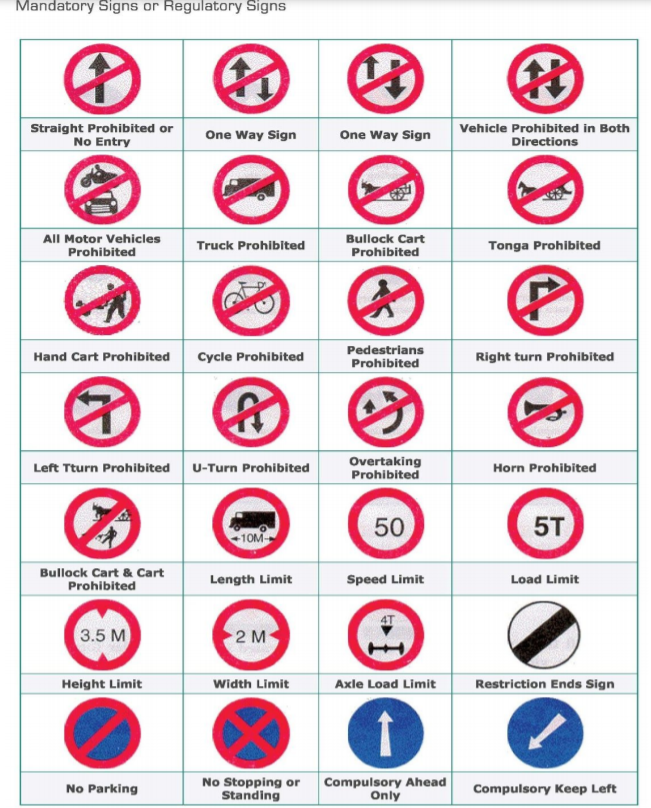 Mandatory Signs or Regulatory Signs
Straight Prohibited or
No Entry
One Way Sign
One Way Sign
Vehicle Prohibited in Both
Directions
All Motor Vehicles
Prohibited
Truck Prohibited
Bullock Cart
Prohibited
Tonga Prohibited
Hand Cart Prohibited
Cycle Prohibited
Pedestrians
Prohibited
Right turn Prohibited
Left Tturn Prohibited
U-Turn Prohibited
Overtaking
Prohibited
Horn Prohibited
10M
50
5T
Bullock Cart & Cart
Prohibited
Length Limit
Speed Limit
Load Limit
3.5 M
2 M
4T
Height Limit
Width Limit
Axle Load Limit
Restriction Ends Sign
No Parking
No Stopping or
Standing
Compulsory Ahead
Only
Compulsory Keep Left